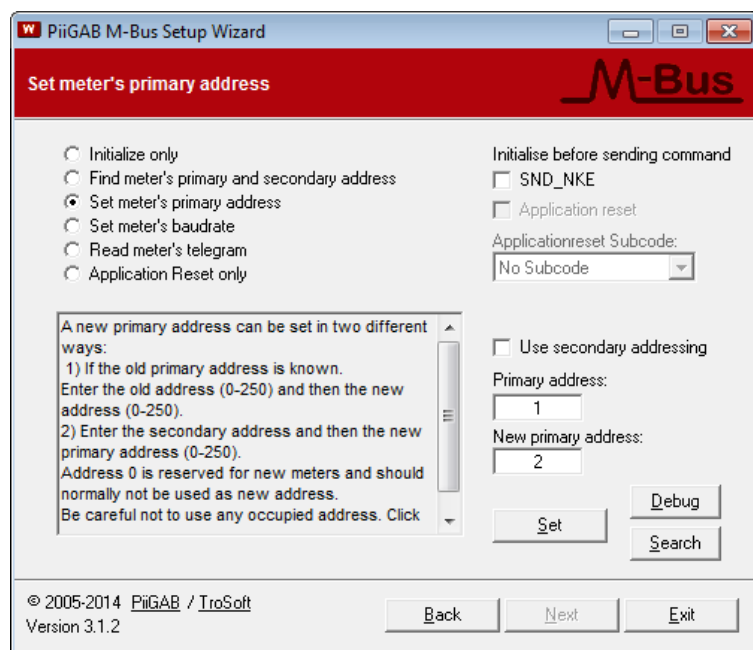 PiiGAB M-Bus Setup Wizard
Set meter's primary address
M-Bus
Initialize only
Find meter's primary and secondary address
Set meter's primary address
Set meter's baudrate
Read meter's telegram
Application Reset only
Initialise before sending command
SND_NKE
Application reset
Applicationreset Subcode:
No Subcode
A new primary address can be set in two different
ways:
1) If the old primary address is known.
Enter the old address (0-250) and then the new
address (0-250).
2) Enter the secondary address and then the new
primary address (0-250).
Address 0 is reserved for new meters and should
normally not be used as new address.
Be careful not to use any occupied address. Click
Use secondary addressing
Primary address:
1
New primary address:
2
Set
Debug
Search
© 2005-2014 PiiGAB / TroSoft
Version 3.1.2
Back
Next
Exit